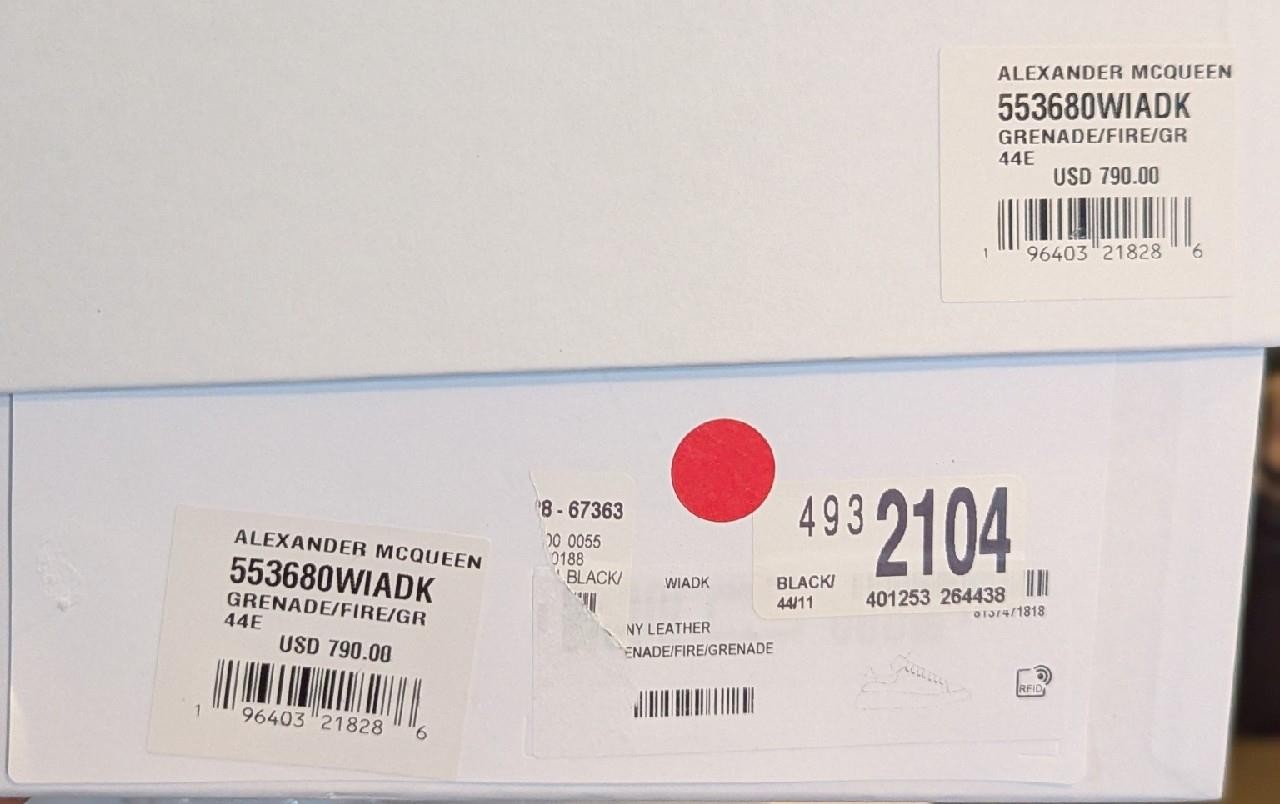 ALEXANDER MCQUEEN
553680WIADK
GRENADE/FIRE/GR
44E
USD 790.00
1 96403 21828 6
ALEXANDER MCQUEEN
553680WIADK
GRENADE/FIRE/GR
44E
USD 790.00
1 96403 21828 6
8 - 67363
00 0055
0188
BLACK/
WIADK
NY LEATHER
ENADE/FIRE/GRENADE
493 2104
BLACK/
44/11
401253 264438
RFID